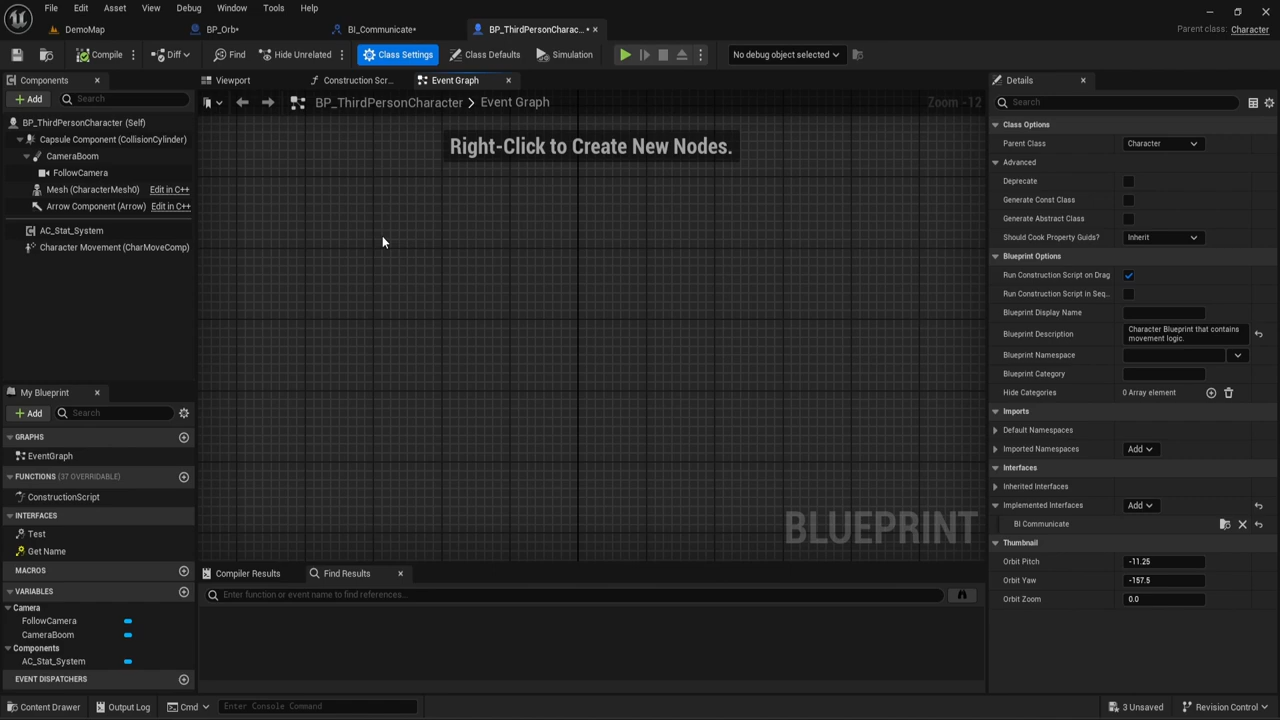 File Edit Asset View Debug Window Tools Help
Parent class: Character
DemoMap BP_Orb* BI_Communicate* BP_ThirdPersonCharac...*
Compile Diff Find Hide Unrelated Class Settings Class Defaults Simulation No debug object selected
Components
Add Search
BP_ThirdPersonCharacter (Self)
Capsule Component (CollisionCylinder)
CameraBoom
FollowCamera
Mesh (CharacterMesh0) Edit in C++
Arrow Component (Arrow) Edit in C++
AC_Stat_System
Character Movement (CharMoveComp)
My Blueprint
Add Search
GRAPHS
EventGraph
FUNCTIONS (37 OVERRIDABLE)
ConstructionScript
INTERFACES
Test
Get Name
MACROS
VARIABLES
Camera
FollowCamera
CameraBoom
Components
AC_Stat_System
EVENT DISPATCHERS
Viewport Construction Scr... Event Graph
BP_ThirdPersonCharacter > Event Graph Zoom -12
Right-Click to Create New Nodes.
BLUEPRINT
Compiler Results Find Results
Enter function or event name to find references...
Details
Search
Class Options
Parent Class Character
Advanced
Deprecate
Generate Const Class
Generate Abstract Class
Should Cook Property Guids? Inherit
Blueprint Options
Run Construction Script on Drag
Run Construction Script in Seq...
Blueprint Display Name
Blueprint Description Character Blueprint that contains
movement logic.
Blueprint Namespace
Blueprint Category
Hide Categories 0 Array element
Imports
Default Namespaces
Imported Namespaces Add
Interfaces
Inherited Interfaces
Implemented Interfaces Add
BI Communicate
Thumbnail
Orbit Pitch -11.25
Orbit Yaw -157.5
Orbit Zoom 0.0
Content Drawer Output Log Cmd Enter Console Command 3 Unsaved Revision Control